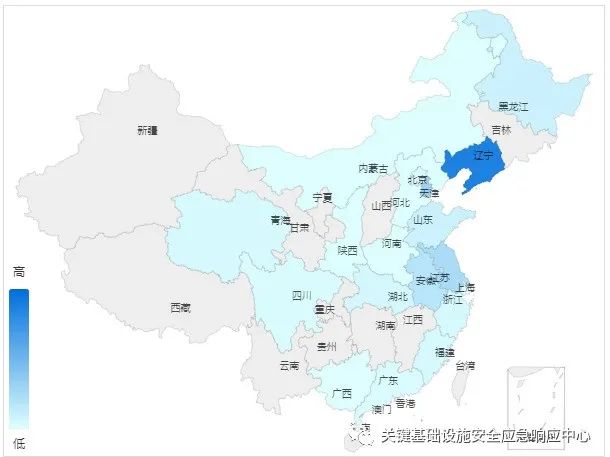 黑龙江
新疆
吉林
辽宁
内蒙古
北京
天津
宁夏
山西
河北
青海
甘肃
山东
陕西
河南
高
安徽
江苏
上海
西藏
四川
重庆
湖北
浙江
湖南
江西
贵州
福建
云南
台湾
广西
广东
澳门
香港
低
关键基础设施安全应急响应中心